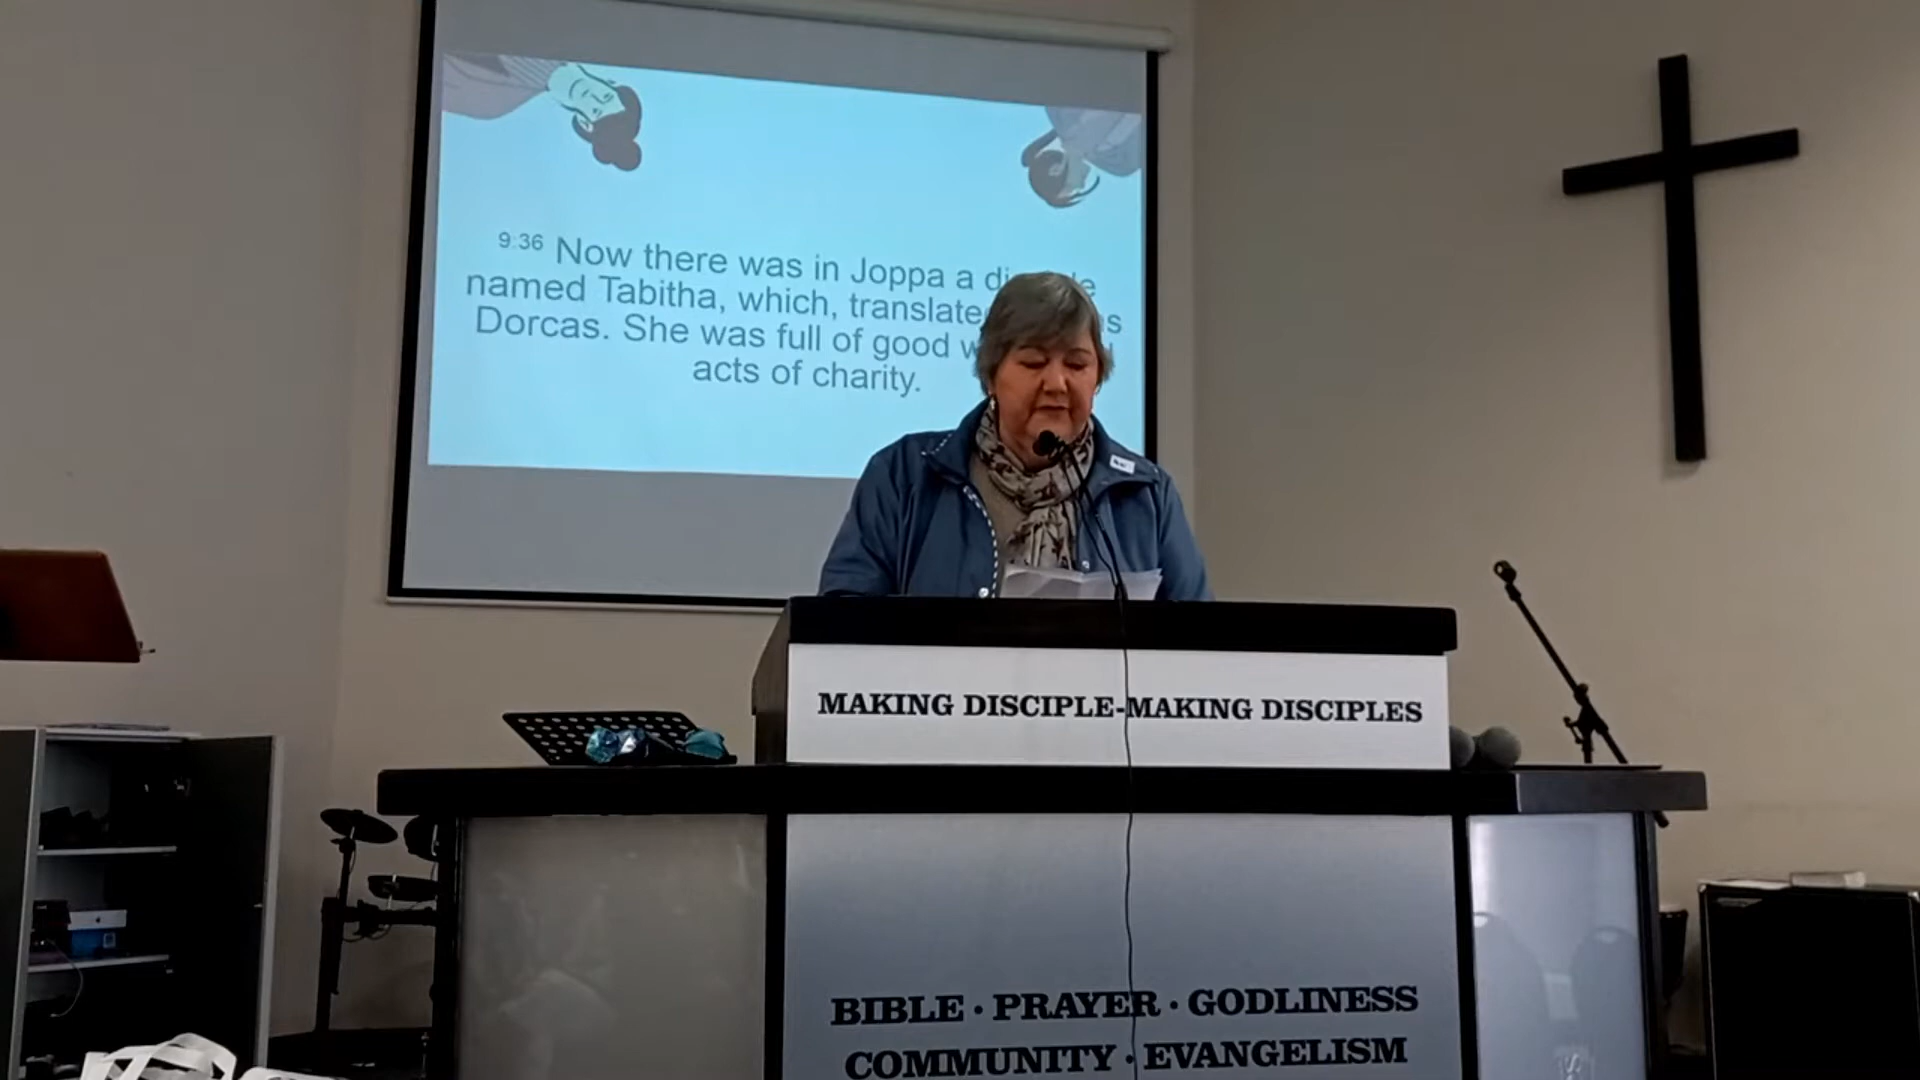 9:36 Now there was in Joppa a
named Tabitha, which,
Dorcas. She was full of good
acts of charity.
MAKING DISCIPLE-MAKING DISCIPLES
BIBLE · PRAYER · GODLINESS
COMMUNITY · EVANGELISM